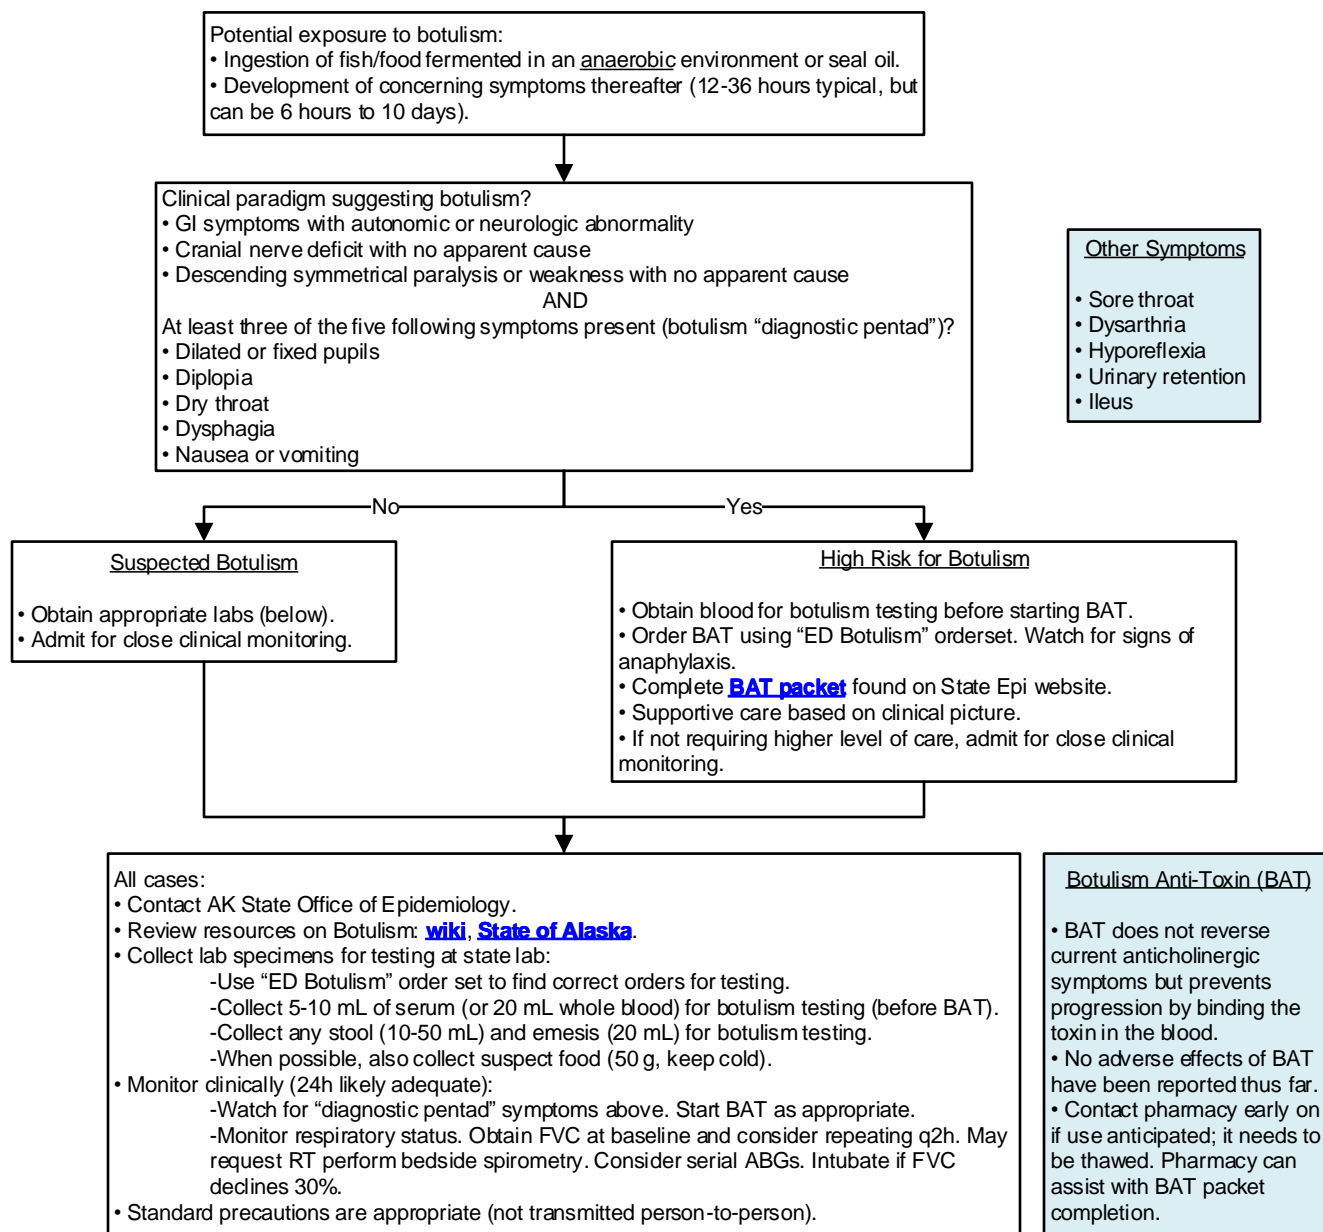 Potential exposure to botulism:
• Ingestion of fish/food fermented in an anaerobic environment or seal oil.
• Development of concerning symptoms thereafter (12-36 hours typical, but
can be 6 hours to 10 days).
Clinical paradigm suggesting botulism?
• GI symptoms with autonomic or neurologic abnormality
• Cranial nerve deficit with no apparent cause
• Descending symmetrical paralysis or weakness with no apparent cause
AND
At least three of the five following symptoms present (botulism “diagnostic pentad”)?
• Dilated or fixed pupils
• Diplopia
• Dry throat
• Dysphagia
• Nausea or vomiting
Other Symptoms
• Sore throat
• Dysarthria
• Hyporeflexia
• Urinary retention
• Ileus
No
Yes
Suspected Botulism
• Obtain appropriate labs (below).
• Admit for close clinical monitoring.
High Risk for Botulism
• Obtain blood for botulism testing before starting BAT.
• Order BAT using “ED Botulism” orderset. Watch for signs of
anaphylaxis.
• Complete BAT packet found on State Epi website.
• Supportive care based on clinical picture.
• If not requiring higher level of care, admit for close clinical
monitoring.
All cases:
• Contact AK State Office of Epidemiology.
• Review resources on Botulism: wiki, State of Alaska.
• Collect lab specimens for testing at state lab:
-Use “ED Botulism” order set to find correct orders for testing.
-Collect 5-10 mL of serum (or 20 mL whole blood) for botulism testing (before BAT).
-Collect any stool (10-50 mL) and emesis (20 mL) for botulism testing.
-When possible, also collect suspect food (50 g, keep cold).
• Monitor clinically (24h likely adequate):
-Watch for “diagnostic pentad” symptoms above. Start BAT as appropriate.
-Monitor respiratory status. Obtain FVC at baseline and consider repeating q2h. May
request RT perform bedside spirometry. Consider serial ABGs. Intubate if FVC
declines 30%.
• Standard precautions are appropriate (not transmitted person-to-person).
Botulism Anti-Toxin (BAT)
• BAT does not reverse
current anticholinergic
symptoms but prevents
progression by binding the
toxin in the blood.
• No adverse effects of BAT
have been reported thus far.
• Contact pharmacy early on
if use anticipated; it needs to
be thawed. Pharmacy can
assist with BAT packet
completion.